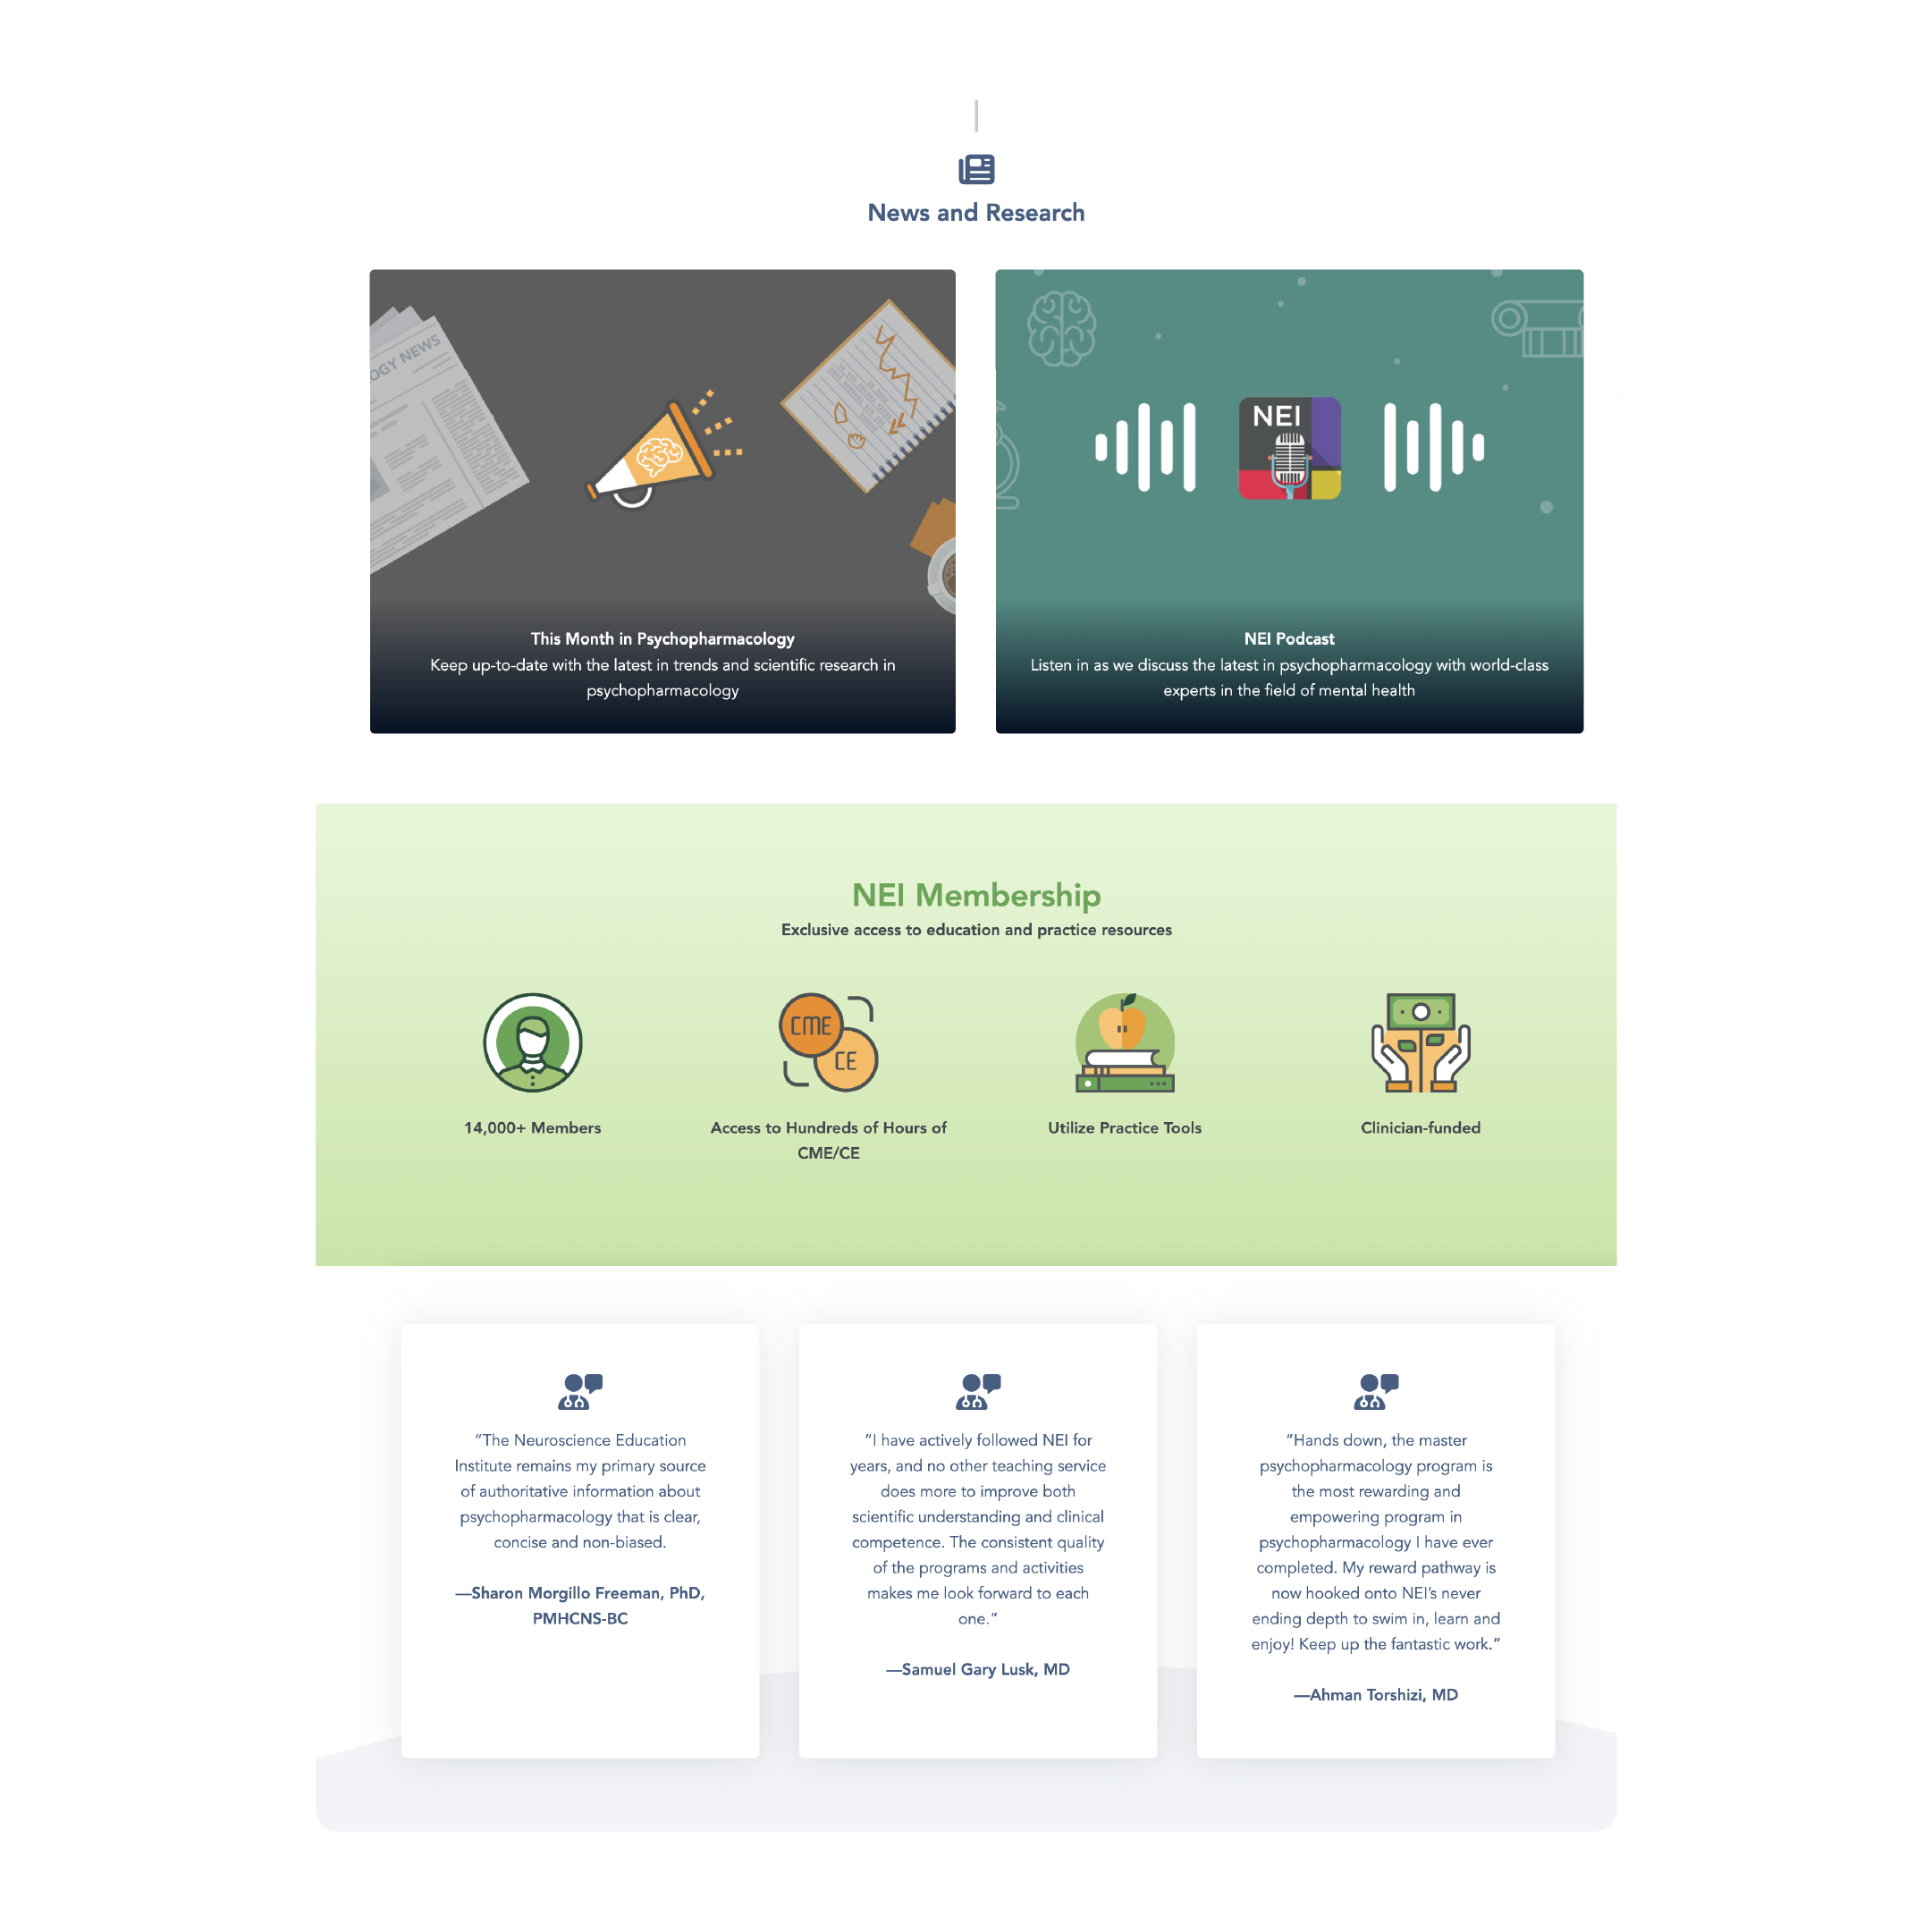 News and Research
OGY NEWS
NEI
This Month in Psychopharmacology
Keep up-to-date with the latest in trends and scientific research in
psychopharmacology
NEI Podcast
Listen in as we discuss the latest in psychopharmacology with world-class
experts in the field of mental health
NEI Membership
Exclusive access to education and practice resources
CME
CE
14,000+ Members
Access to Hundreds of Hours of
CME/CE
Utilize Practice Tools
Clinician-funded
“The Neuroscience Education
Institute remains my primary source
of authoritative information about
psychopharmacology that is clear,
concise and non-biased.
—Sharon Morgillo Freeman, PhD,
PMHCNS-BC
”I have actively followed NEI for
years, and no other teaching service
does more to improve both
scientific understanding and clinical
competence. The consistent quality
of the programs and activities
makes me look forward to each
one.”
—Samuel Gary Lusk, MD
“Hands down, the master
psychopharmacology program is
the most rewarding and
empowering program in
psychopharmacology I have ever
completed. My reward pathway is
now hooked onto NEI’s never
ending depth to swim in, learn and
enjoy! Keep up the fantastic work.”
—Ahman Torshizi, MD